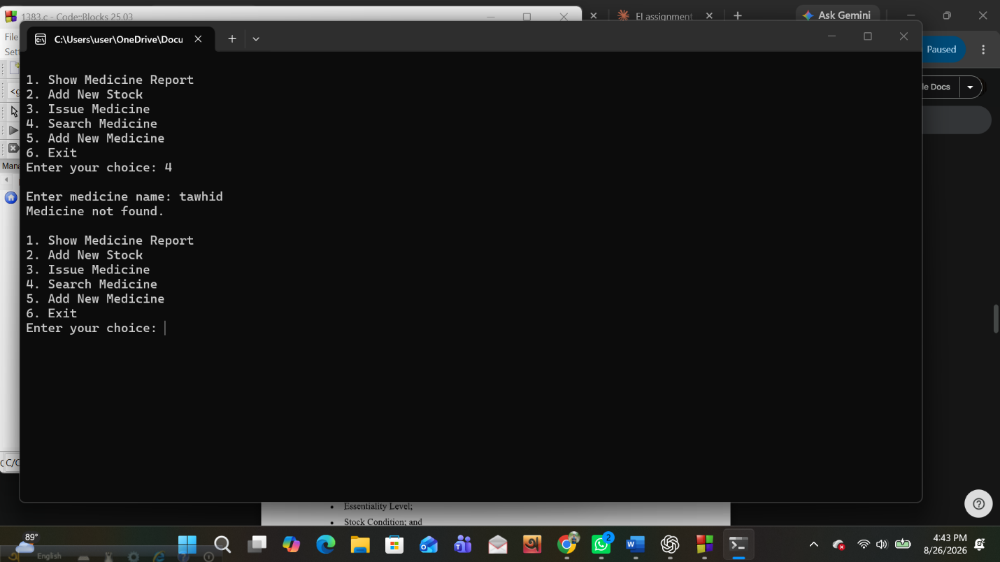 1383.c - Code::Blocks 25.03
EI assignment
Ask Gemini
File
C:\Users\user\OneDrive\Docu
Paused
1. Show Medicine Report
2. Add New Stock
3. Issue Medicine
4. Search Medicine
5. Add New Medicine
6. Exit
Enter your choice: 4
Enter medicine name: tawhid
Medicine not found.
1. Show Medicine Report
2. Add New Stock
3. Issue Medicine
4. Search Medicine
5. Add New Medicine
6. Exit
Enter your choice:
Docs
• Essentiality Level;
• Stock Condition; and
89°
English
2
4:43 PM
8/26/2026